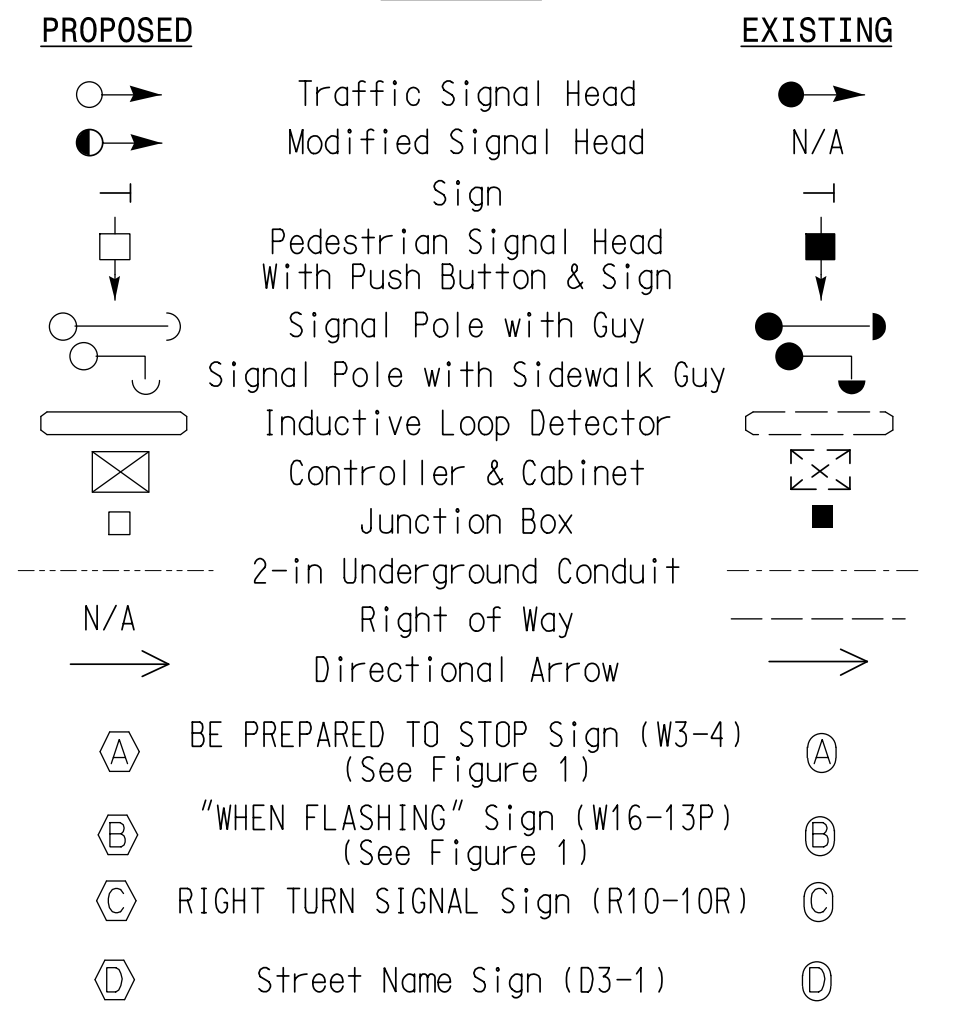 PROPOSED EXISTING
Traffic Signal Head
Modified Signal Head N/A
Sign
Pedestrian Signal Head
With Push Button & Sign
Signal Pole with Guy
Signal Pole with Sidewalk Guy
Inductive Loop Detector
Controller & Cabinet
Junction Box
2-in Underground Conduit
N/A Right of Way
Directional Arrow
A BE PREPARED TO STOP Sign (W3-4) A
(See Figure 1)
B "WHEN FLASHING" Sign (W16-13P) B
(See Figure 1)
C RIGHT TURN SIGNAL Sign (R10-10R) C
D Street Name Sign (D3-1) D